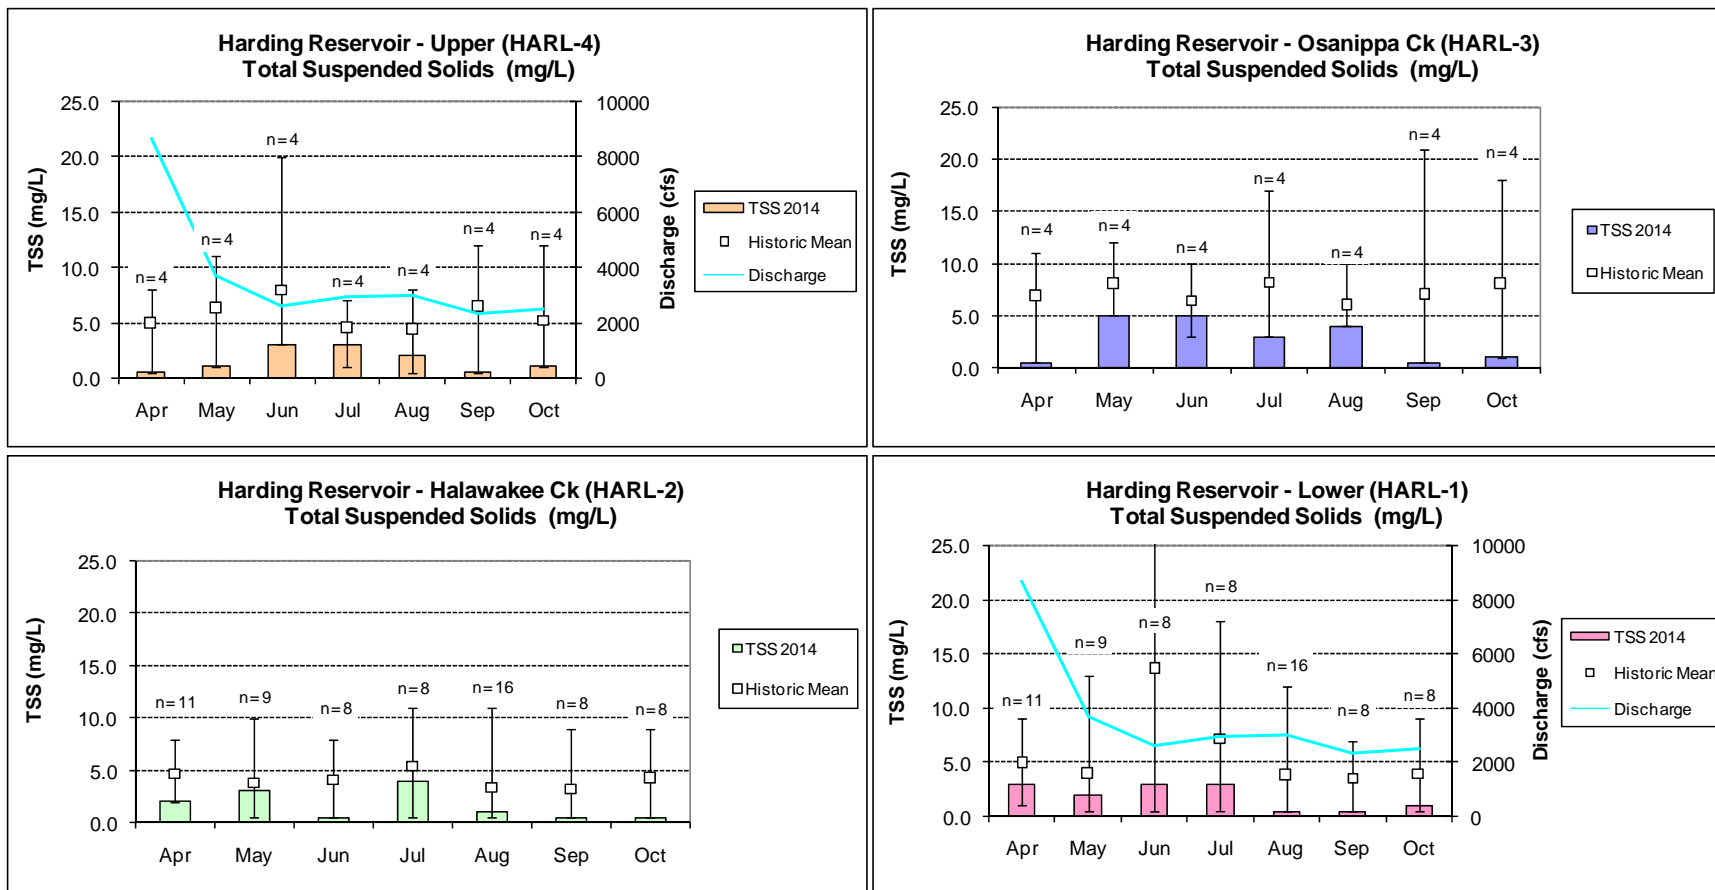 Harding Reservoir - Upper (HARL-4)
Total Suspended Solids (mg/L)
TSS (mg/L)
25.0
20.0
15.0
10.0
5.0
0.0
n=4
n=4
n=4
n=4
n=4
n=4
n=4
10000
8000
6000
4000
2000
0
Discharge (cfs)
Apr May Jun Jul Aug Sep Oct
TSS 2014
Historic Mean
Discharge
Harding Reservoir - Osanippa Ck (HARL-3)
Total Suspended Solids (mg/L)
TSS (mg/L)
25.0
20.0
15.0
10.0
5.0
0.0
n=4
n=4
n=4
n=4
n=4
n=4
n=4
Apr May Jun Jul Aug Sep Oct
TSS 2014
Historic Mean
Harding Reservoir - Halawakee Ck (HARL-2)
Total Suspended Solids (mg/L)
TSS (mg/L)
25.0
20.0
15.0
10.0
5.0
0.0
n=11
n=9
n=8
n=8
n=16
n=8
n=8
Apr May Jun Jul Aug Sep Oct
TSS 2014
Historic Mean
Harding Reservoir - Lower (HARL-1)
Total Suspended Solids (mg/L)
TSS (mg/L)
25.0
20.0
15.0
10.0
5.0
0.0
n=11
n=9
n=8
n=8
n=16
n=8
n=8
10000
8000
6000
4000
2000
0
Discharge (cfs)
Apr May Jun Jul Aug Sep Oct
TSS 2014
Historic Mean
Discharge